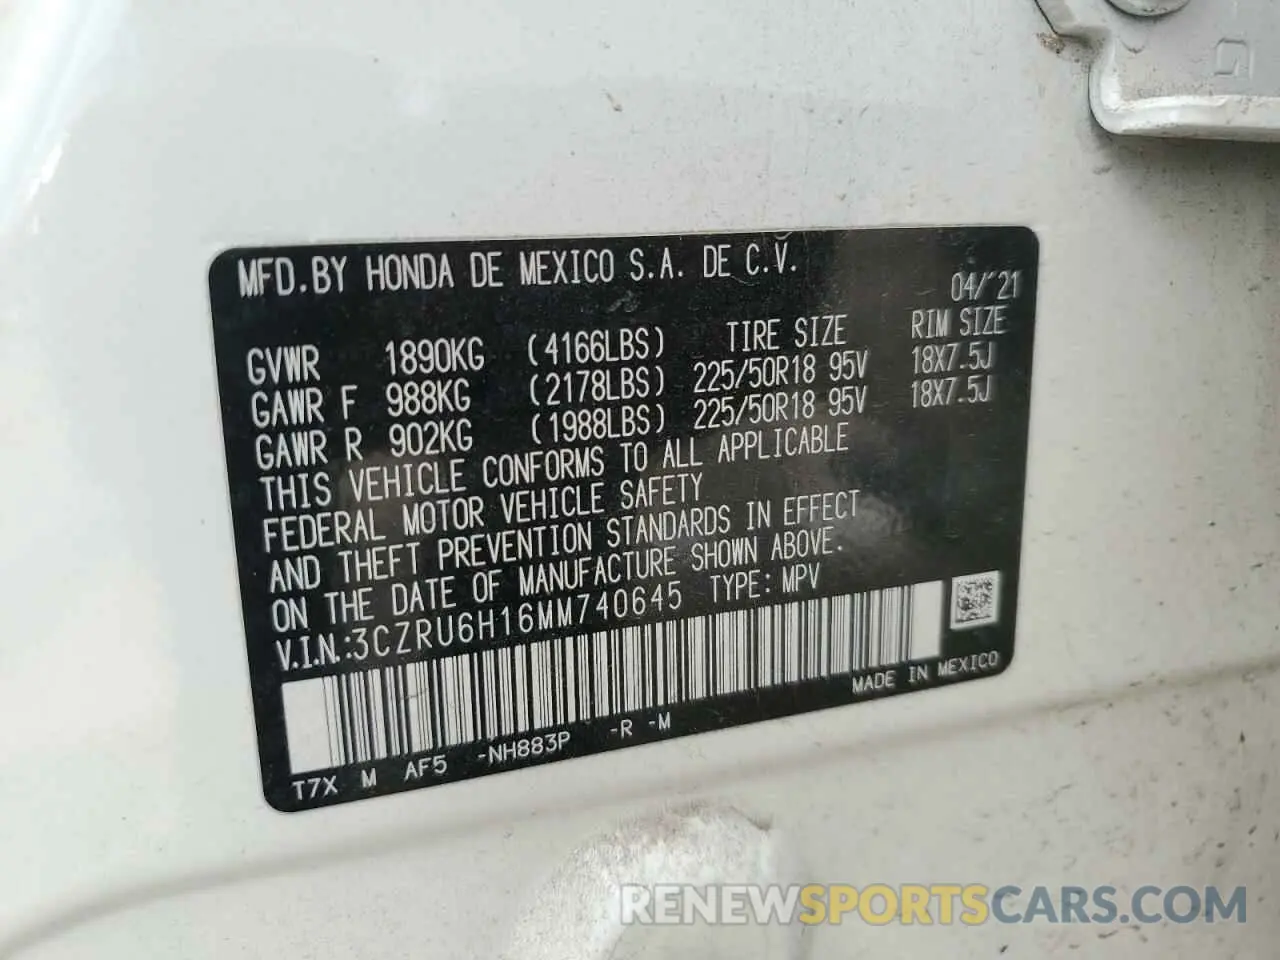 MFD.BY HONDA DE MEXICO S.A. DE C.V.
04/'21
GVWR 1890KG (4166LBS) TIRE SIZE RIM SIZE
GAWR F 988KG (2178LBS) 225/50R18 95V 18X7.5J
GAWR R 902KG (1988LBS) 225/50R18 95V 18X7.5J
THIS VEHICLE CONFORMS TO ALL APPLICABLE
FEDERAL MOTOR VEHICLE SAFETY
AND THEFT PREVENTION STANDARDS IN EFFECT
ON THE DATE OF MANUFACTURE SHOWN ABOVE.
V.I.N.:3CZRU6H16MM740645 TYPE: MPV
MADE IN MEXICO
T7X M AF5 -NH883P -R -M
G
RENEWSPORTSCARS.COM